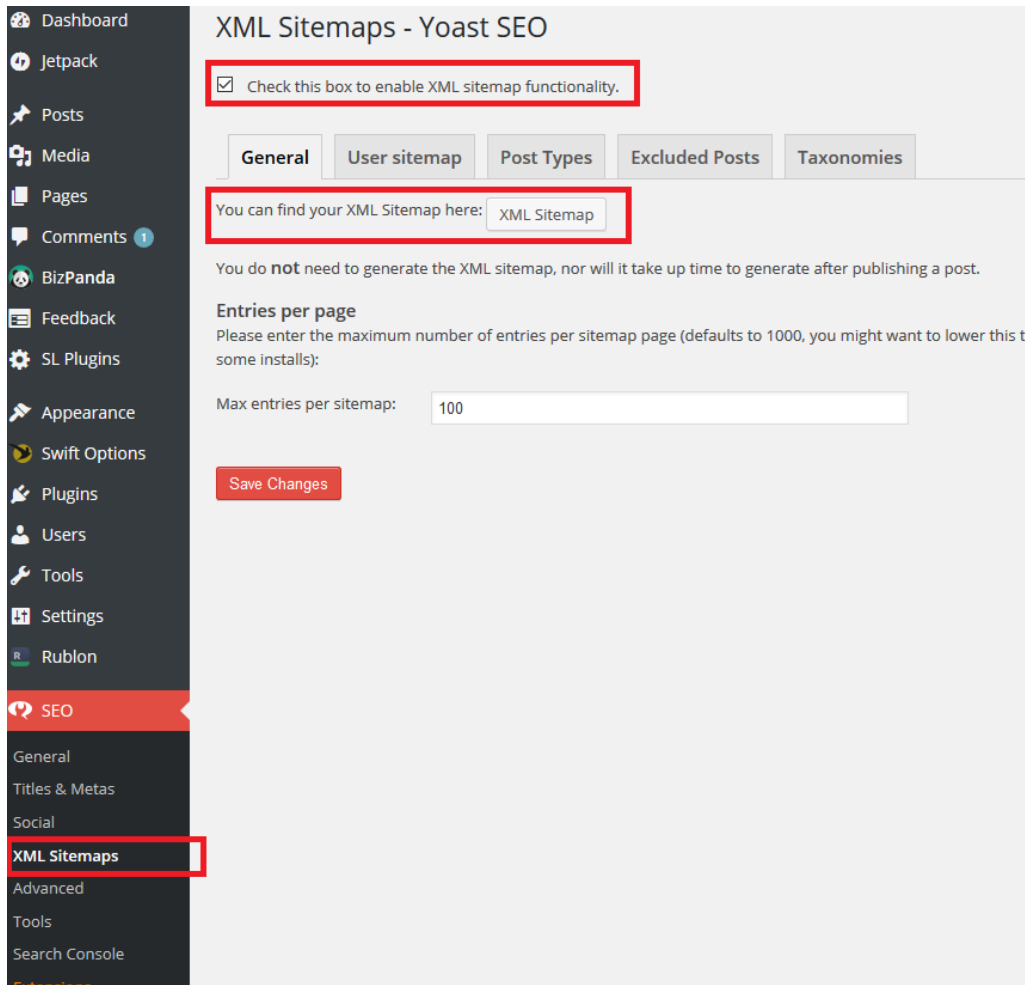 Dashboard
Jetpack
Posts
Media
Pages
Comments 1
BizPanda
Feedback
SL Plugins
Appearance
Swift Options
Plugins
Users
Tools
Settings
R Rublon
SEO
General
Titles & Metas
Social
XML Sitemaps
Advanced
Tools
Search Console
Extensions
XML Sitemaps - Yoast SEO
Check this box to enable XML sitemap functionality.
General User sitemap Post Types Excluded Posts Taxonomies
You can find your XML Sitemap here: XML Sitemap
You do not need to generate the XML sitemap, nor will it take up time to generate after publishing a post.
Entries per page
Please enter the maximum number of entries per sitemap page (defaults to 1000, you might want to lower this t
some installs):
Max entries per sitemap: 100
Save Changes